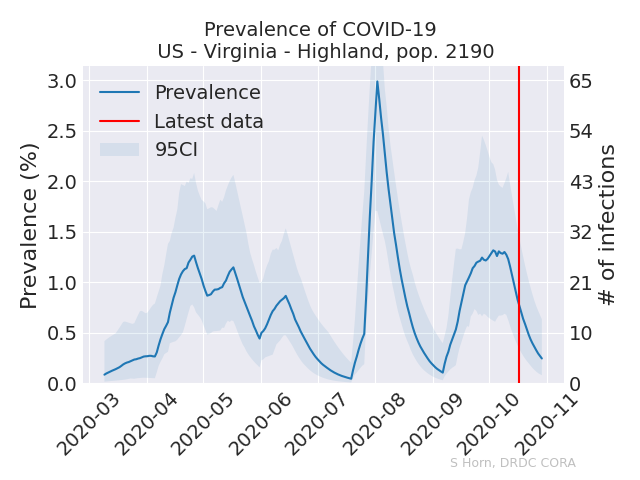 Prevalence of COVID-19
US - Virginia - Highland, pop. 2190
Prevalence
Latest data
95CI
Prevalence (%)
3.0
2.5
2.0
1.5
1.0
0.5
0.0
65
54
43
32
21
10
0
# of infections
2020-03
2020-04
2020-05
2020-06
2020-07
2020-08
2020-09
2020-10
2020-11
S Horn, DRDC CORA